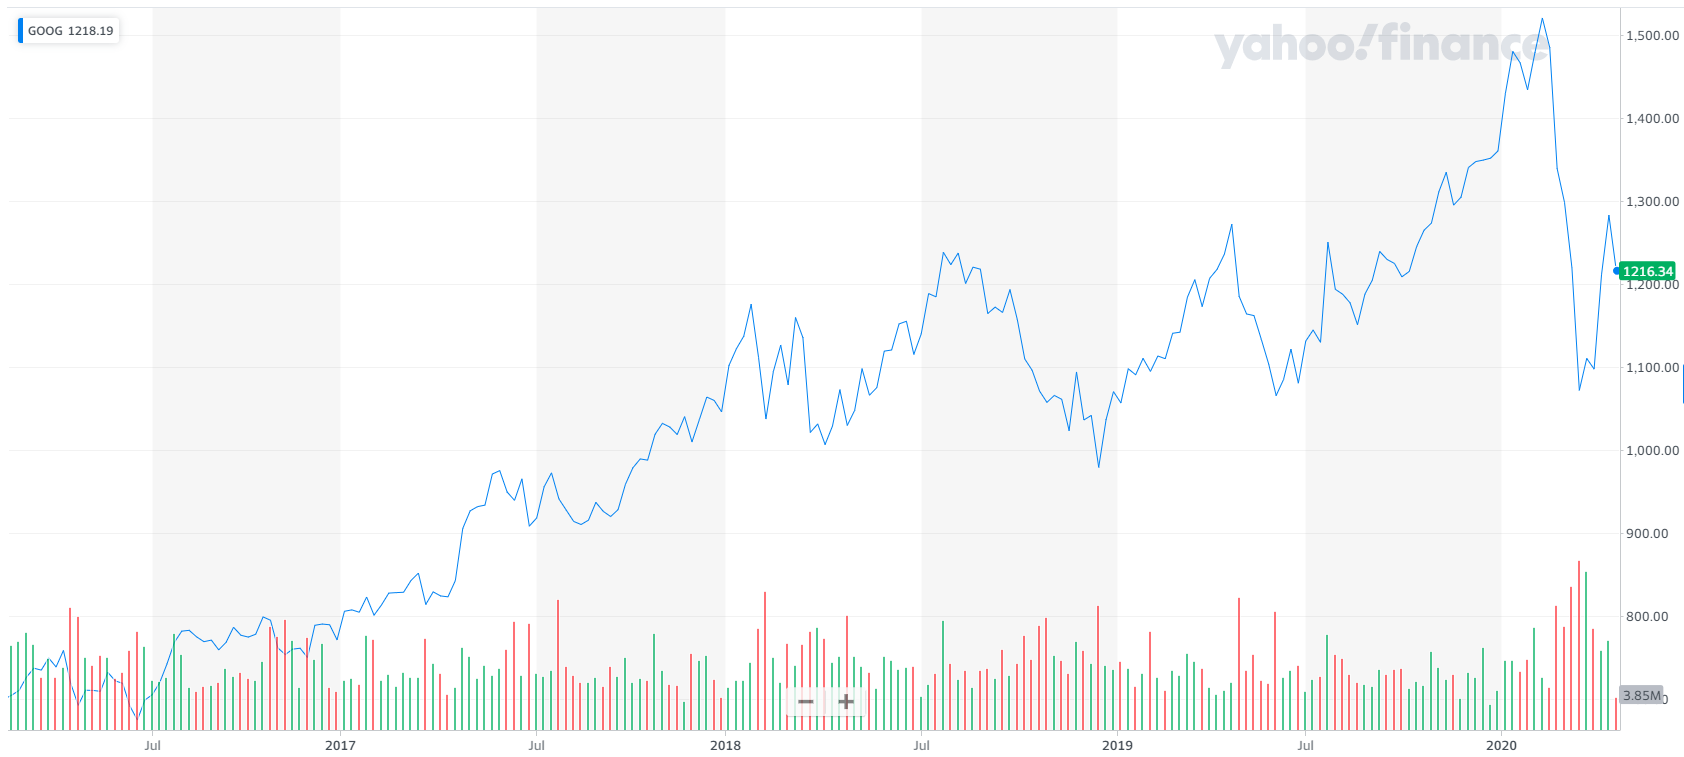 GOOG 1218.19
yahoo!finance
1,500.00
1,400.00
1,300.00
1216.34
1,200.00
1,100.00
1,000.00
900.00
800.00
3.85M
Jul
2017
Jul
2018
Jul
2019
Jul
2020